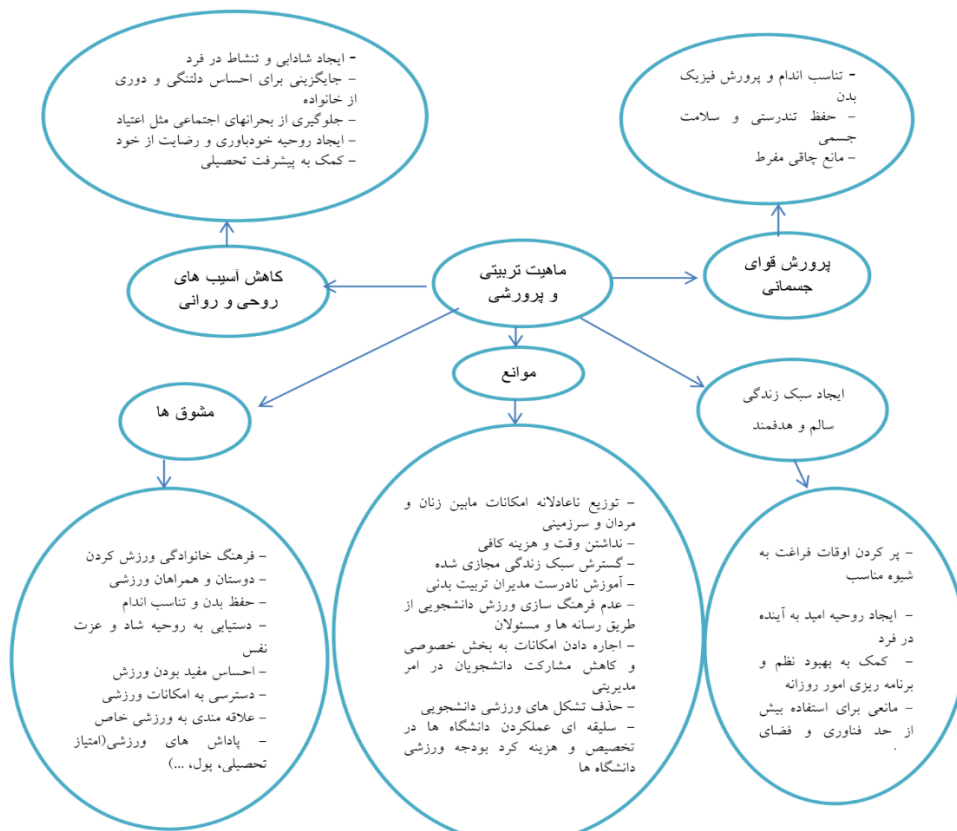 - ایجاد شادابی و ئنشاط در فرد
- جایگزینی برای احساس دلتنگی و دوری
از خانواده
- جلوگیری از بحرانهای اجتماعی مثل اعتیاد
- ایجاد روحیه خودباوری و رضایت از خود
- کمک به پیشرفت تحصیلی
- تناسب اندام و پرورش فیزیک
بدن
- حفظ تندرستی و سلامت
جسمی
- مانع چاقی مفرط
کاهش آسیب های
روحی و روانی
ماهیت تربیتی
و پرورشی
پرورش قوای
جسمانی
مشوق ها
موانع
ایجاد سبک زندگی
سالم و هدفمند
- فرهنگ خانوادگی ورزش کردن
- دوستان و همراهان ورزشی
- حفظ بدن و تناسب اندام
- دستیابی به روحیه شاد و عزت
نفس
- احساس مفید بودن ورزش
- دسترسی به امکانات ورزشی
- علاقه مندی به ورزشی خاص
- پاداش های ورزشی(امتیاز
تحصیلی، پول، ...)
- توزیع ناعادلانه امکانات مابین زنان و
مردان و سرزمینی
- نداشتن وقت و هزینه کافی
- گسترش سبک زندگی مجازی شده
- آموزش نادرست مدیران تربیت بدنی
- عدم فرهنگ سازی ورزش دانشجویی از
طریق رسانه ها و مسئولان
- اجاره دادن امکانات به بخش خصوصی
و کاهش مشارکت دانشجویان در امر
مدیریتی
- حذف تشکل های ورزشی دانشجویی
- سلیقه ای عملکردن دانشگاه ها در
تخصیص و هزینه کرد بودجه ورزشی
دانشگاه ها
- پر کردن اوقات فراغت به
شیوه مناسب
- ایجاد روحیه امید به آینده
در فرد
- کمک به بهبود نظم و
برنامه ریزی امور روزانه
- مانعی برای استفاده بیش
از حد فناوری و فضای